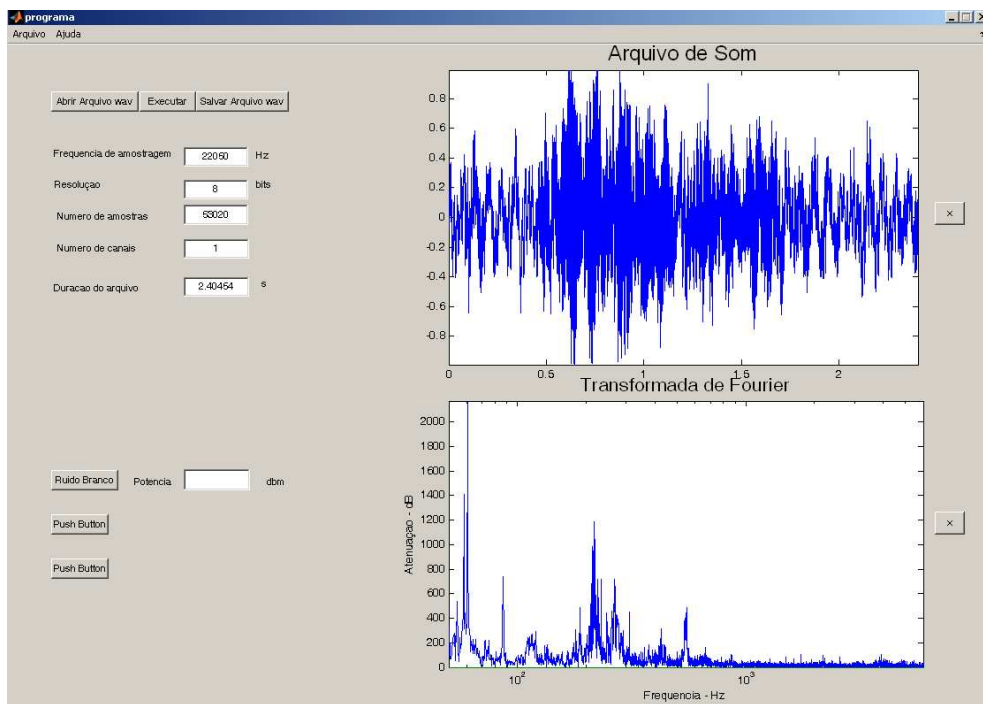 programa
Arquivo Ajuda
Abrir Arquivo wav Executar Salvar Arquivo wav
Frequencia de amostragem 22050 Hz
Resoluçao 8 bits
Numero de amostras 53020
Numero de canais 1
Duracao do arquivo 2.40454 s
Ruido Branco Potencia dbm
Push Button
Push Button
Arquivo de Som
0.8
0.6
0.4
0.2
0
-0.2
-0.4
-0.6
-0.8
0 0.5 1 1.5 2
×
Transformada de Fourier
Atenuaçao - dB
2000
1800
1600
1400
1200
1000
800
600
400
200
0
10² 10³
Frequencia - Hz
×